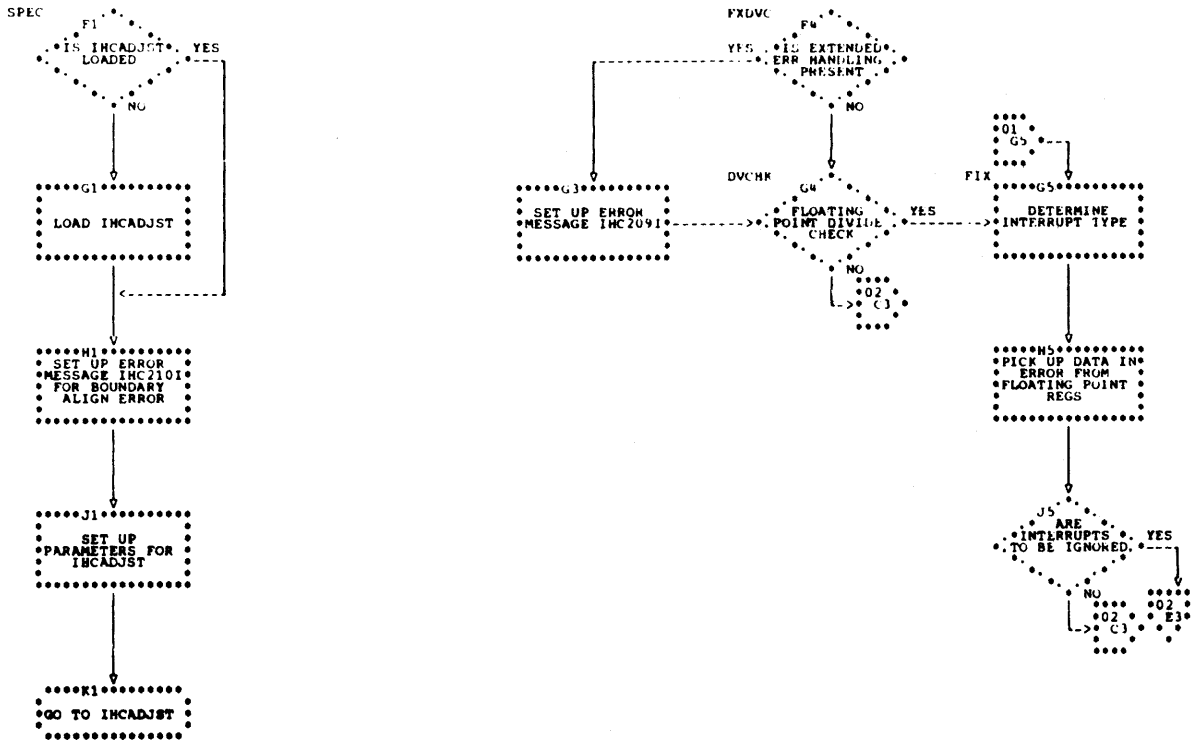 SPEC
F1
IS IHCADJST
LOADED
YES
NO
G1
LOAD IHCADJST
H1
SET UP ERROR
MESSAGE IHC210I
FOR BOUNDARY
ALIGN ERROR
J1
SET UP
PARAMETERS FOR
IHCADJST
K1
GO TO IHCADJST
FXDVC
F4
IS EXTENDED
ERR HANDLING
PRESENT
YES
NO
G3
SET UP ERROR
MESSAGE IHC209I
DVCHK
G4
FLOATING
POINT DIVIDE
CHECK
YES
NO
02
C3
01
G5
FIX
G5
DETERMINE
INTERRUPT TYPE
H5
PICK UP DATA IN
ERROR FROM
FLOATING POINT
REGS
J5
ARE
INTERRUPTS
TO BE IGNORED
YES
NO
02
C3
02
E3